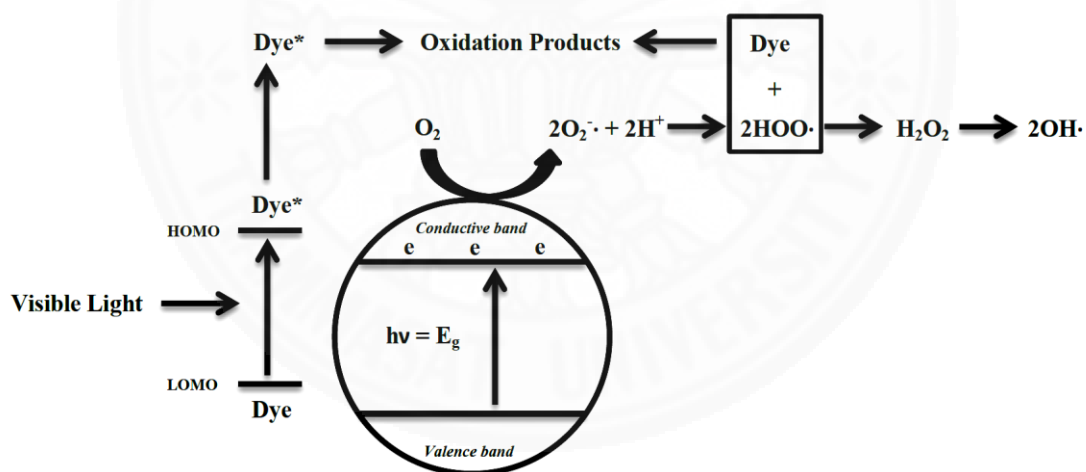 Dye* Oxidation Products Dye
+
O₂ 2O₂⁻· + 2H⁺ 2HOO· H₂O₂ 2OH·
Dye*
HOMO
Conductive band
e e e
Visible Light
hν = E_g
LOMO
Dye
Valence band